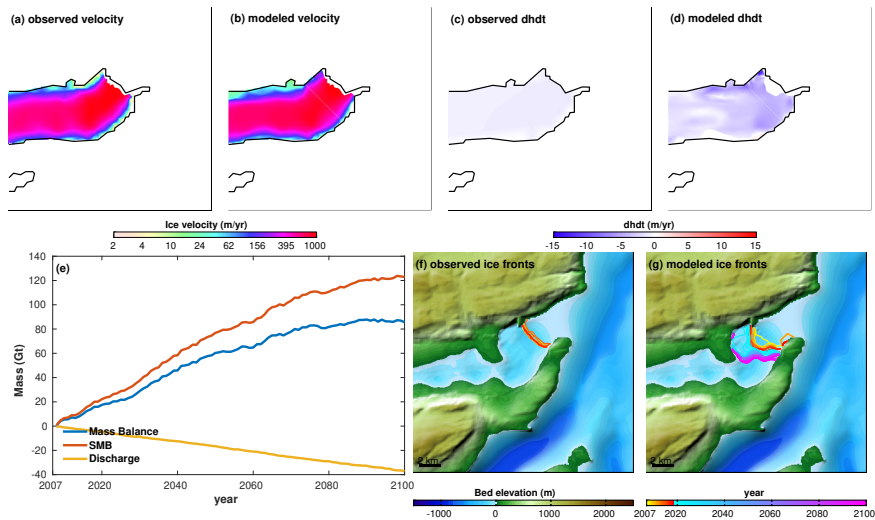 (a) observed velocity
(b) modeled velocity
(c) observed dhdt
(d) modeled dhdt
Ice velocity (m/yr)
2 4 10 24 62 156 395 1000
dhdt (m/yr)
-15 -10 -5 0 5 10 15
(e)
140
120
100
80
60
40
20
0
-20
-40
Mass (Gt)
Mass Balance
SMB
Discharge
2007 2020 2040 2060 2080 2100
year
(f) observed ice fronts
2 km
(g) modeled ice fronts
2 km
Bed elevation (m)
-1000 0 1000 2000
year
2007 2020 2040 2060 2080 2100